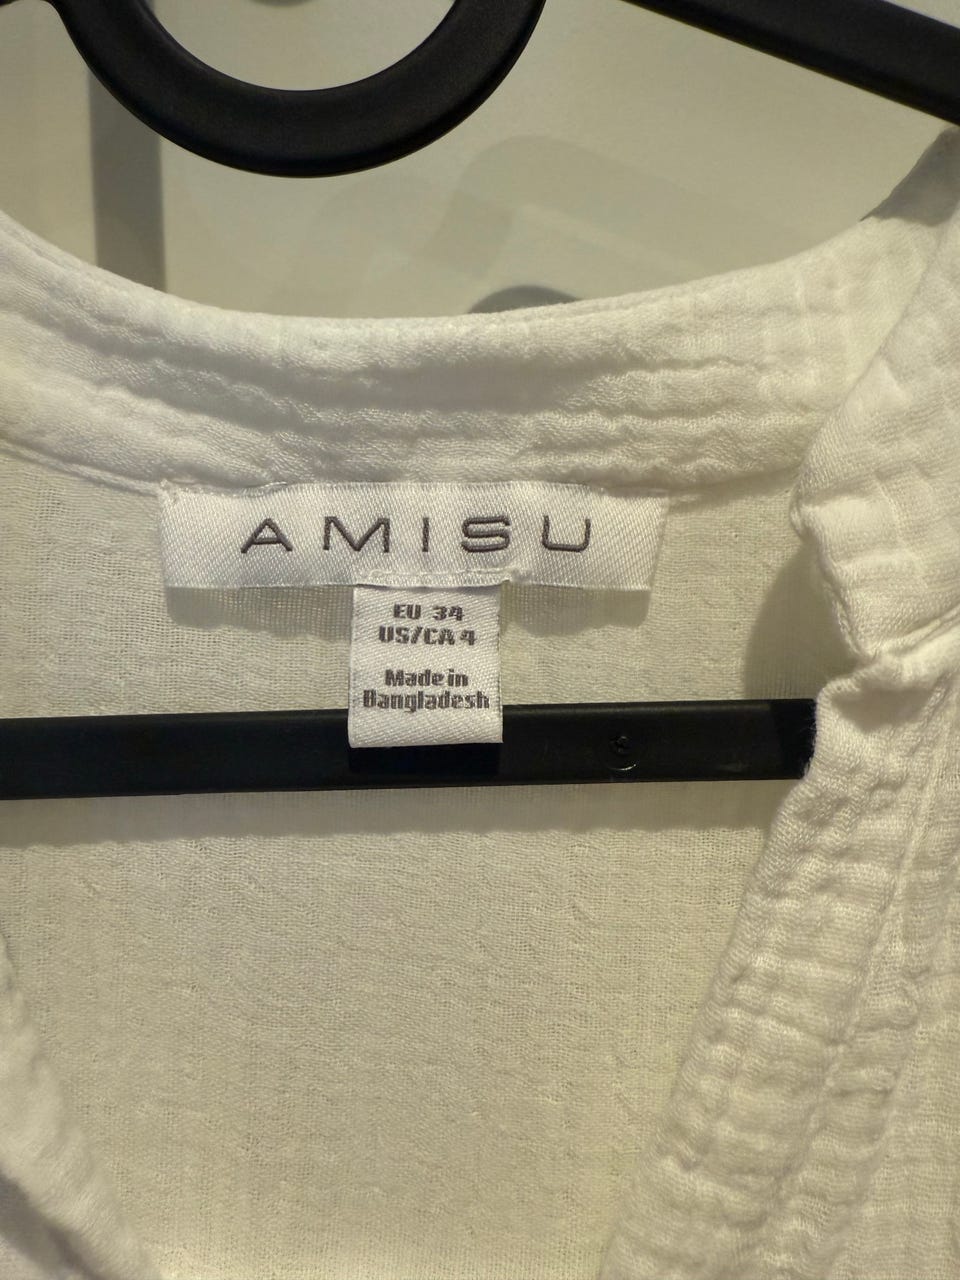 AMISU
EU 34
US/CA 4
Made in
Bangladesh